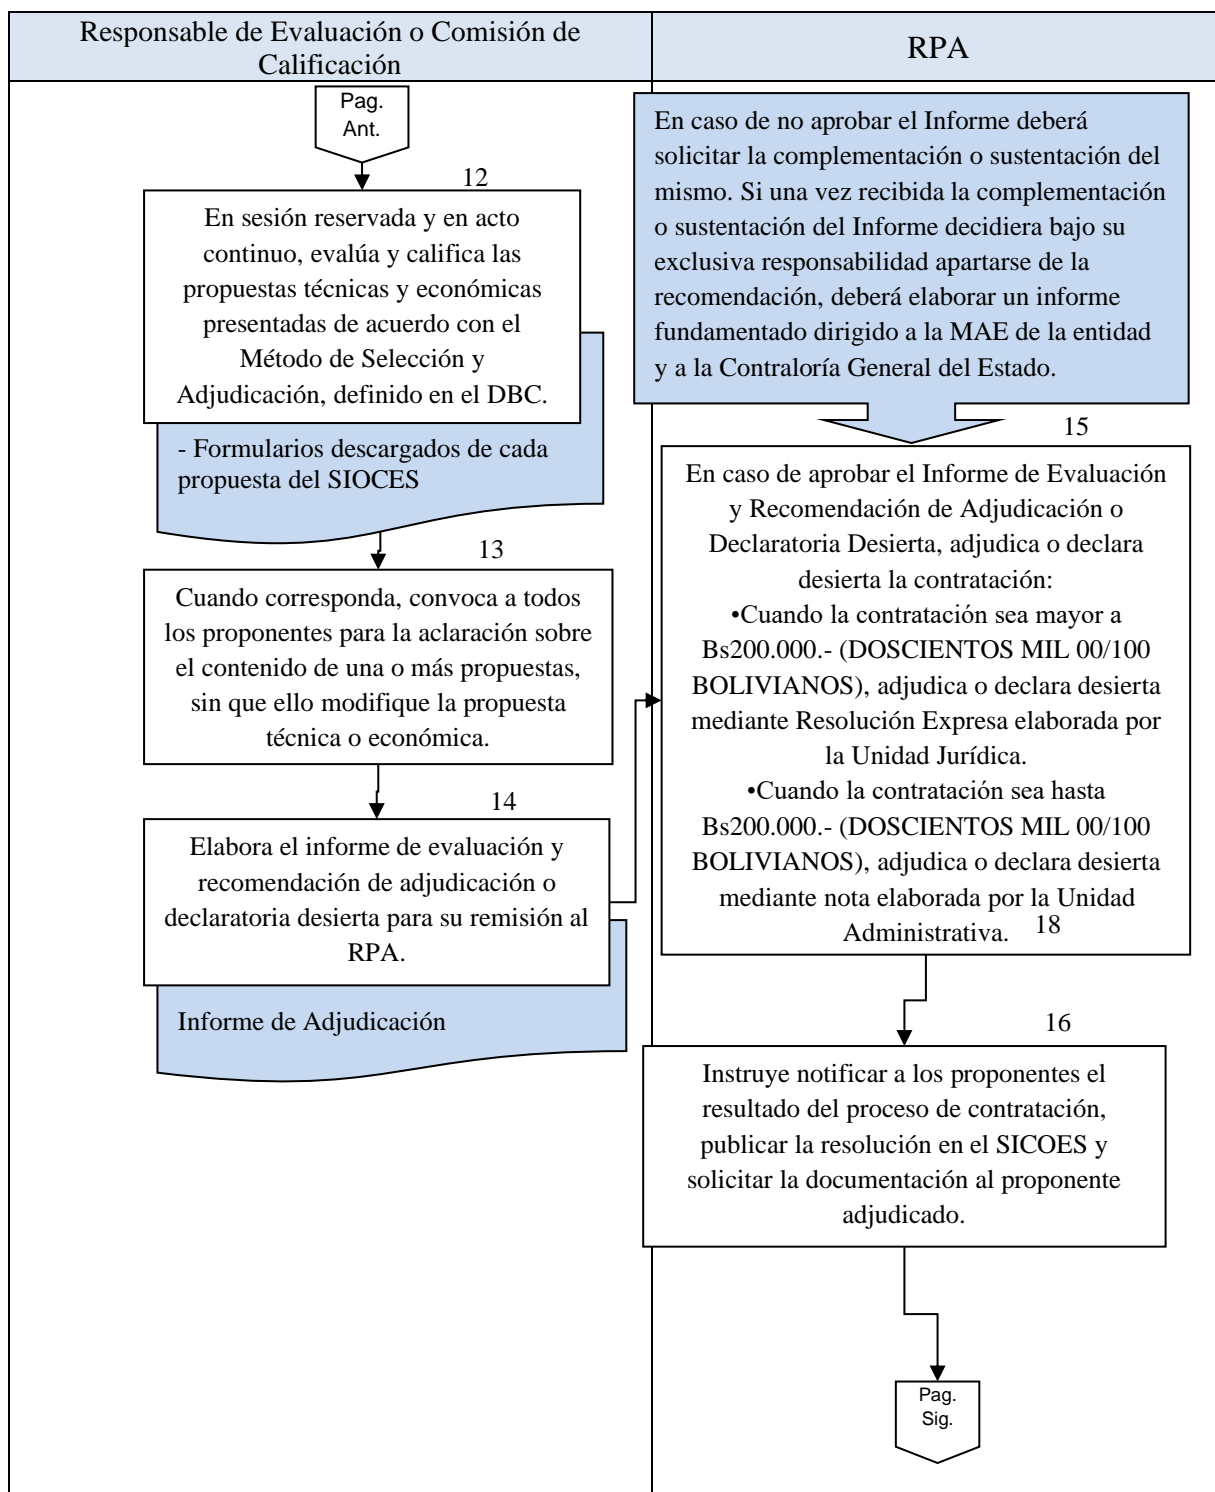 Responsable de Evaluación o Comisión de
Calificación
RPA
Pag.
Ant.
12
En sesión reservada y en acto
continuo, evalúa y califica las
propuestas técnicas y económicas
presentadas de acuerdo con el
Método de Selección y
Adjudicación, definido en el DBC.
- Formularios descargados de cada
propuesta del SIOCES
13
Cuando corresponda, convoca a todos
los proponentes para la aclaración sobre
el contenido de una o más propuestas,
sin que ello modifique la propuesta
técnica o económica.
14
Elabora el informe de evaluación y
recomendación de adjudicación o
declaratoria desierta para su remisión al
RPA.
Informe de Adjudicación
En caso de no aprobar el Informe deberá
solicitar la complementación o sustentación del
mismo. Si una vez recibida la complementación
o sustentación del Informe decidiera bajo su
exclusiva responsabilidad apartarse de la
recomendación, deberá elaborar un informe
fundamentado dirigido a la MAE de la entidad
y a la Contraloría General del Estado.
15
En caso de aprobar el Informe de Evaluación
y Recomendación de Adjudicación o
Declaratoria Desierta, adjudica o declara
desierta la contratación:
•Cuando la contratación sea mayor a
Bs200.000.- (DOSCIENTOS MIL 00/100
BOLIVIANOS), adjudica o declara desierta
mediante Resolución Expresa elaborada por
la Unidad Jurídica.
•Cuando la contratación sea hasta
Bs200.000.- (DOSCIENTOS MIL 00/100
BOLIVIANOS), adjudica o declara desierta
mediante nota elaborada por la Unidad
Administrativa.
18
16
Instruye notificar a los proponentes el
resultado del proceso de contratación,
publicar la resolución en el SICOES y
solicitar la documentación al proponente
adjudicado.
Pag.
Sig.